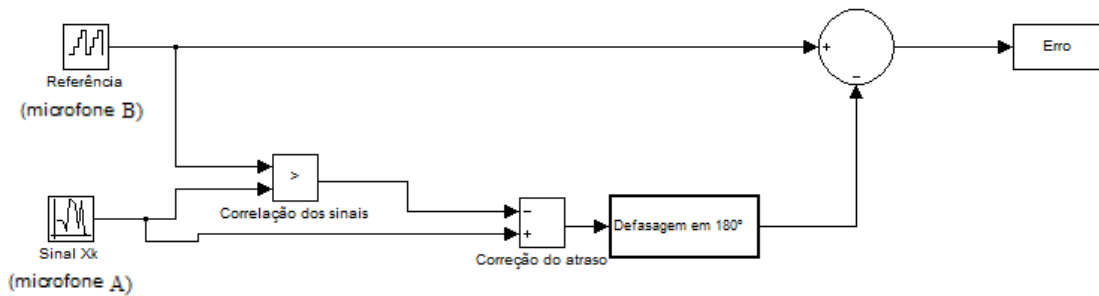 Referência
(microfone B)
+
−
Erro
>
Correlação dos sinais
Sinal Xk
(microfone A)
−
+
Correção do atraso
Defasagem em 180º